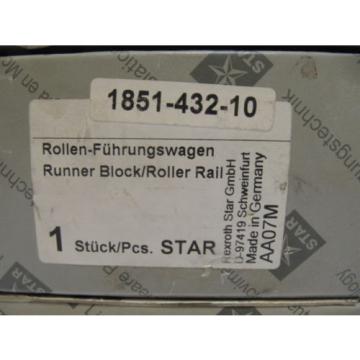 1851-432-10
Rollen-Führungswagen
Runner Block/Roller Rail
1 Stück/Pcs. STAR
Rexroth Star GmbH
D-97419 Schweinfurt
Made in Germany
AA07M
STAR